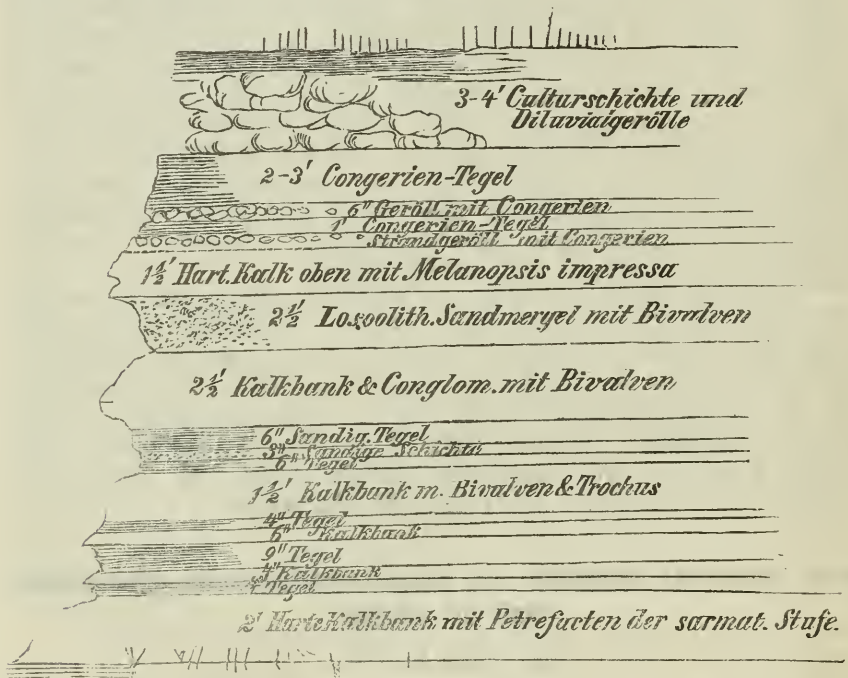 3-4' Culturschichte und
Diluvialgerölle
2-3' Congerien-Tegel
6" Geröll mit Congerien
1' Congerien-Tegel
Strandgeröll mit Congerien
1½' Hart. Kalk oben mit Melanopsis impressa
2½' Los. oolith. Sandmergel mit Bivalven
2½' Kalkbank & Conglom. mit Bivalven
6" Sandig. Tegel
3" Sandige Schichte
6" Tegel
1½' Kalkbank m. Bivalven & Trochus
4" Tegel
6" Kalkbank
9" Tegel
4" Kalkbank
Tegel
2' Harte Kalkbank mit Petrefacten der sarmat. Stufe.